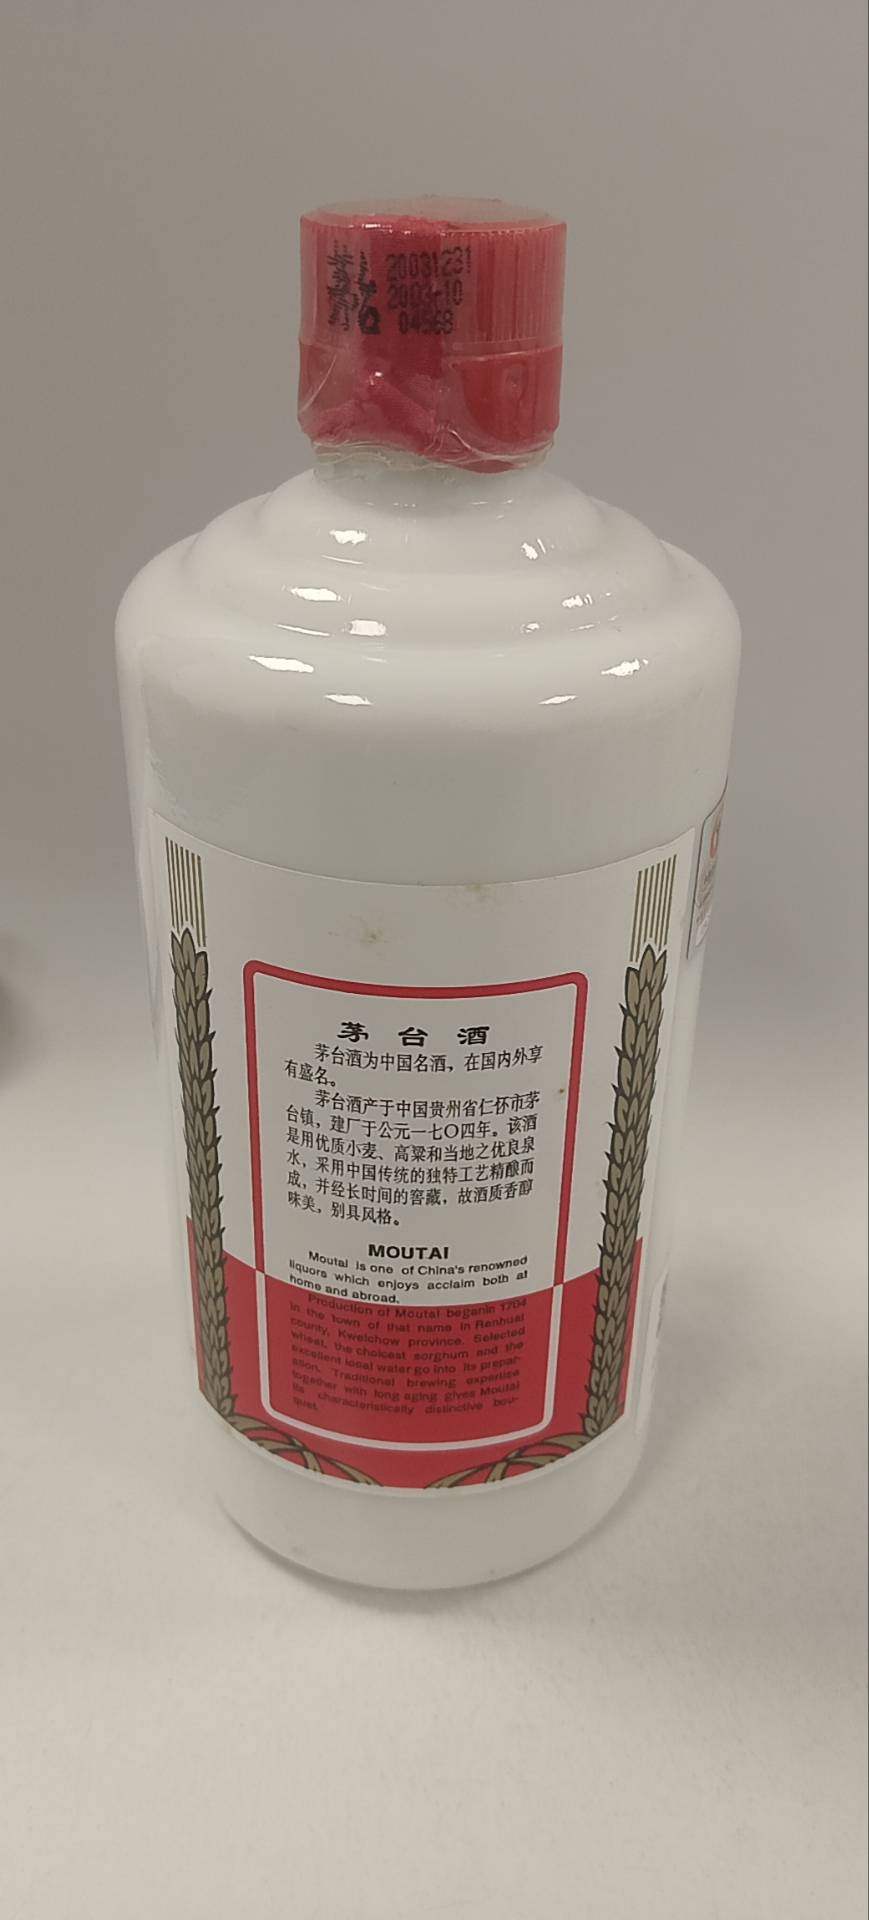 20031231
2003-10
04568
茅台酒
茅台酒为中国名酒，在国内外享
有盛名。
茅台酒产于中国贵州省仁怀市茅
台镇，建厂于公元一七〇四年。该酒
是用优质小麦、高粱和当地之优良泉
水，采用中国传统的独特工艺精酿而
成，并经长时间的窖藏，故酒质香醇
味美，别具风格。
MOUTAI
Moutai is one of China's renowned
liquors which enjoys acclaim both at
home and abroad.
Production of Moutai beganin 1704
in the town of that name in Renhuai
county, Kweichow province. Selected
wheat, the choicest sorghum and the
excellent local water go into its prepar-
ation. Traditional brewing expertise
together with long aging gives Moutai
its characteristically distinctive bou-
quet.